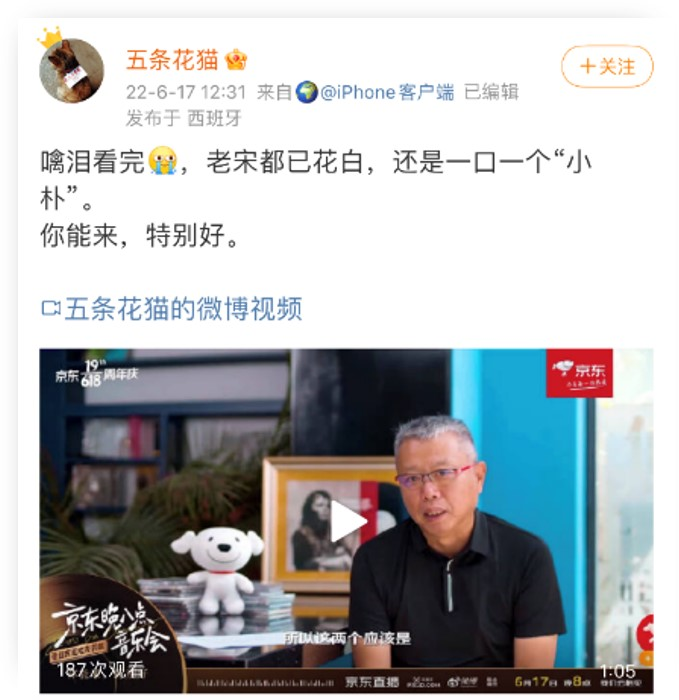 五条花猫
+关注
22-6-17 12:31 来自 @iPhone客户端 已编辑
发布于 西班牙
噙泪看完，老宋都已花白，还是一口一个“小
朴”。
你能来，特别好。
五条花猫的微博视频
京东 19th 618 周年庆
京东
京东晚八点
音乐会
所以这两个应该是
187次观看
1:05
京东直播
6月17日 晚8点